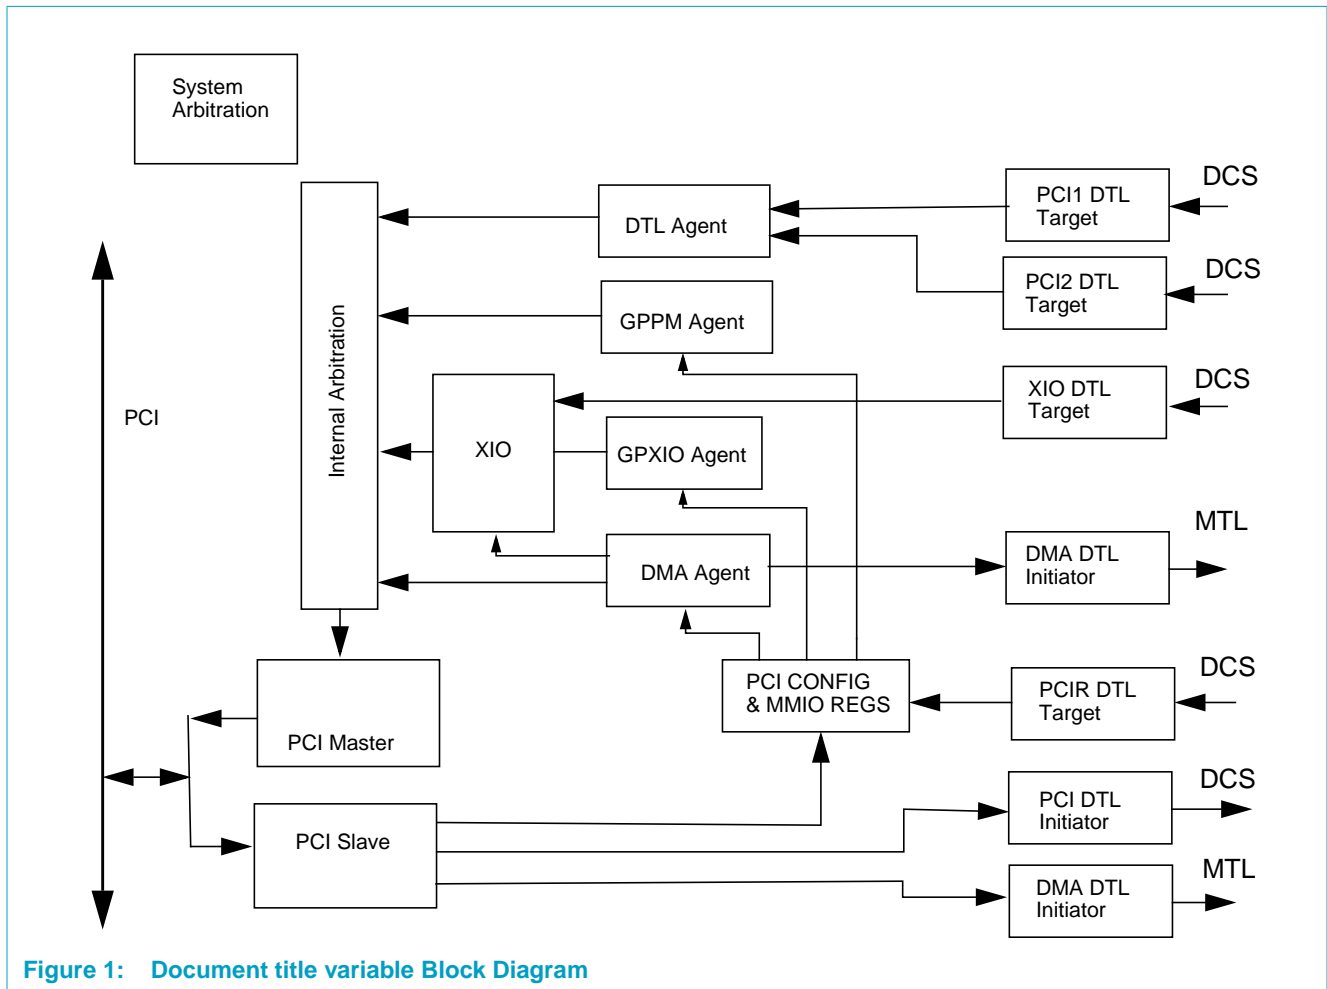 System
Arbitration
PCI
Internal Arbitration
DTL Agent
PCI1 DTL
Target
DCS
PCI2 DTL
Target
DCS
GPPM Agent
XIO
XIO DTL
Target
DCS
GPXIO Agent
DMA Agent
DMA DTL
Initiator
MTL
PCI CONFIG
& MMIO REGS
PCIR DTL
Target
DCS
PCI Master
PCI Slave
PCI DTL
Initiator
DCS
DMA DTL
Initiator
MTL
Figure 1: Document title variable Block Diagram